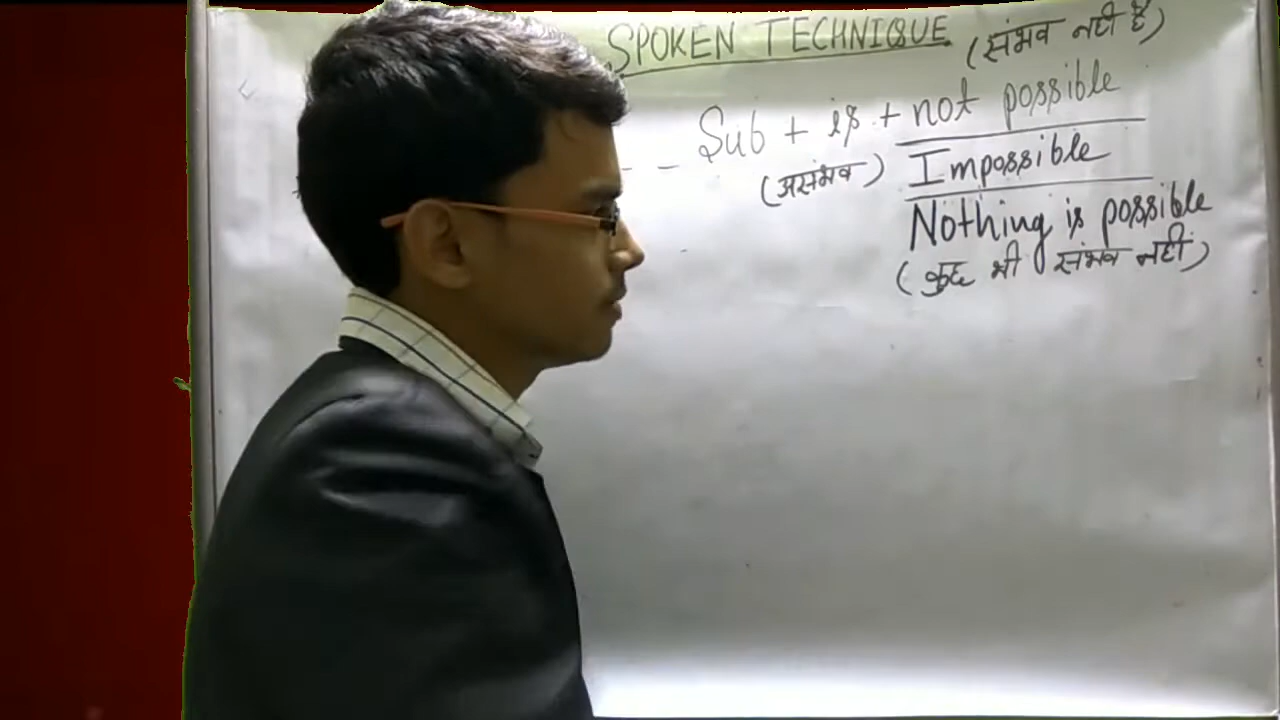 SPOKEN TECHNIQUE (संभव नहीं है)
Sub + is + not possible
(असंभव) Impossible
Nothing is possible
(कुछ भी संभव नहीं)